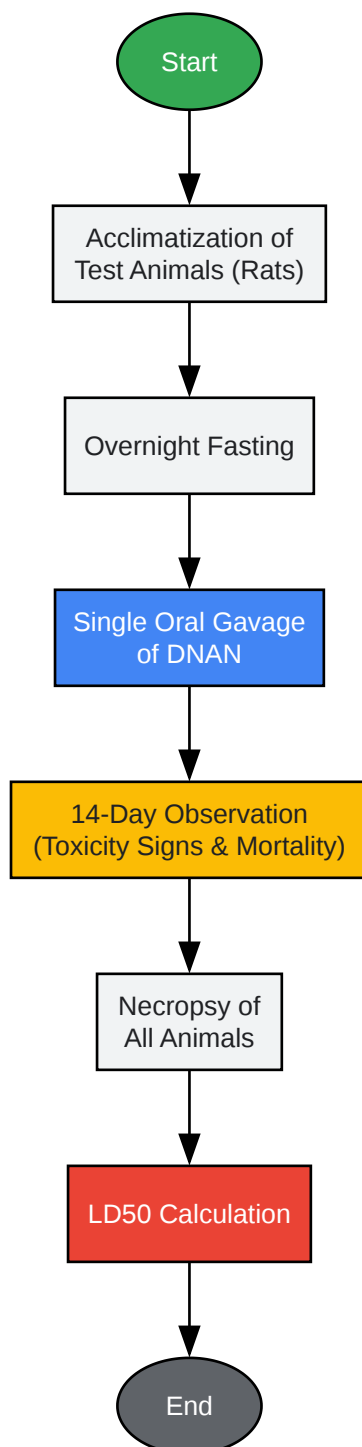 Start
Acclimatization of
Test Animals (Rats)
Overnight Fasting
Single Oral Gavage
of DNAN
14-Day Observation
(Toxicity Signs & Mortality)
Necropsy of
All Animals
LD50 Calculation
End